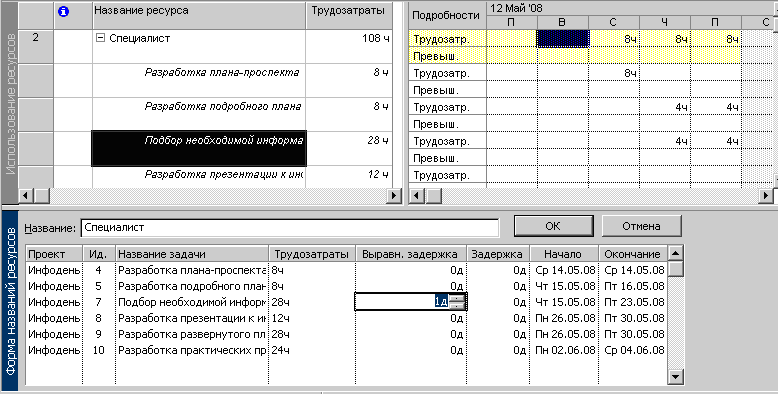 Использование ресурсов
Название ресурса Трудозатраты
2 Специалист 108 ч
Разработка плана-проспекта 8 ч
Разработка подробного плана 8 ч
Подбор необходимой информа 28 ч
Разработка презентации к ин 12 ч
Подробности 12 Май '08
П В С Ч П С
Трудозатр. 8ч 8ч 8ч
Превыш.
Трудозатр. 8ч
Превыш.
Трудозатр. 4ч 4ч
Превыш.
Трудозатр. 4ч 4ч
Превыш.
Трудозатр.
Форма названий ресурсов
Название: Специалист ОК Отмена
Проект Ид. Название задачи Трудозатраты Выравн. задержка Задержка Начало Окончание
Инфодень 4 Разработка плана-проспекта 8ч 0д 0д Ср 14.05.08 Ср 14.05.08
Инфодень 5 Разработка подробного план 8ч 0д 0д Чт 15.05.08 Пт 16.05.08
Инфодень 7 Подбор необходимой информ 28ч 1д 0д Чт 15.05.08 Пт 23.05.08
Инфодень 8 Разработка презентации к ин 12ч 0д 0д Пн 26.05.08 Пт 30.05.08
Инфодень 9 Разработка развернутого пл 28ч 0д 0д Пн 26.05.08 Пт 30.05.08
Инфодень 10 Разработка практических пр 24ч 0д 0д Пн 02.06.08 Ср 04.06.08